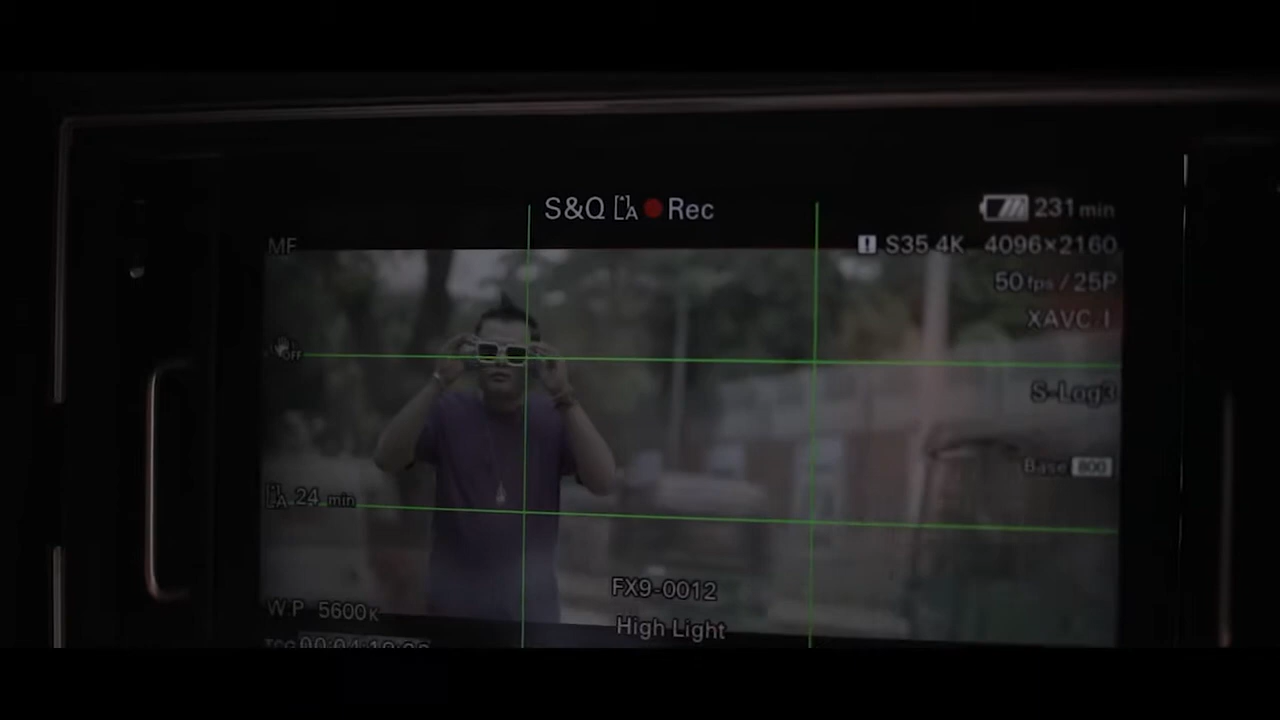 S&Q A Rec
231 min
MF
S35 4K 4096×2160
50 fps / 25P
XAVC I
OFF
S-Log3
Base 800
A 24 min
FX9-0012
W:P 5600K
High Light